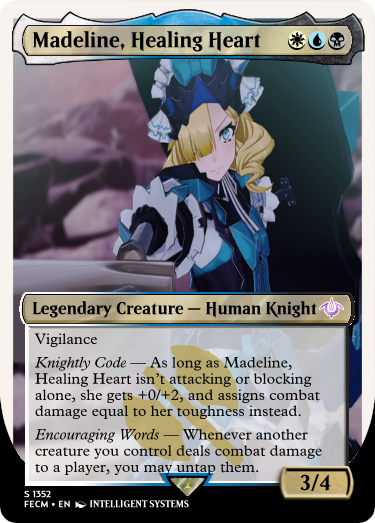 Madeline, Healing Heart
Legendary Creature — Human Knight
Vigilance
Knightly Code — As long as Madeline,
Healing Heart isn't attacking or blocking
alone, she gets +0/+2, and assigns combat
damage equal to her toughness instead.
Encouraging Words — Whenever another
creature you control deals combat damage
to a player, you may untap them.
3/4
S 1352
FECM • EN INTELLIGENT SYSTEMS